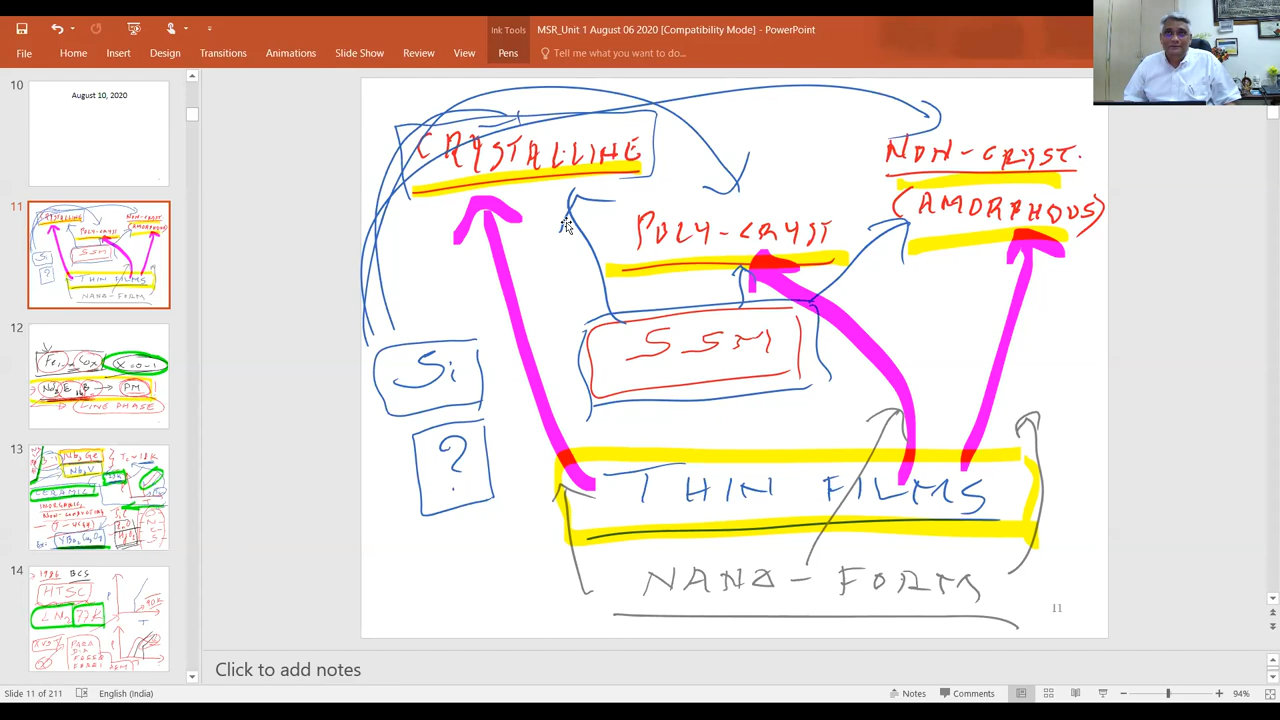 Ink Tools
MSR_Unit 1 August 06 2020 [Compatibility Mode] - PowerPoint
File Home Insert Design Transitions Animations Slide Show Review View Pens Tell me what you want to do...
10
August 10, 2020
11
12
LINE PHASE
13
14
HTSC
CRYSTALLINE
NON-CRYST.
(AMORPHOUS)
POLY-CRYST
SSM
Si
?
THIN FILMS
NANO-FORM
11
Click to add notes
Slide 11 of 211 English (India) Notes Comments 94%